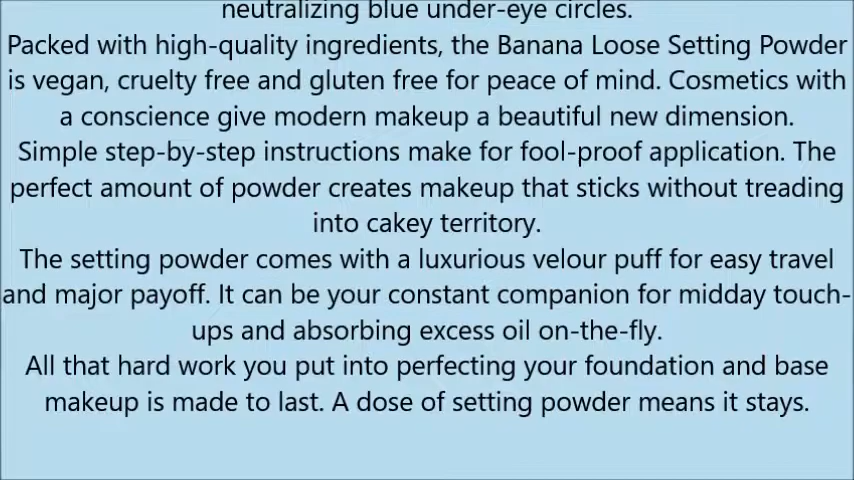 neutralizing blue under-eye circles.
Packed with high-quality ingredients, the Banana Loose Setting Powder
is vegan, cruelty free and gluten free for peace of mind. Cosmetics with
a conscience give modern makeup a beautiful new dimension.
Simple step-by-step instructions make for fool-proof application. The
perfect amount of powder creates makeup that sticks without treading
into cakey territory.
The setting powder comes with a luxurious velour puff for easy travel
and major payoff. It can be your constant companion for midday touch-
ups and absorbing excess oil on-the-fly.
All that hard work you put into perfecting your foundation and base
makeup is made to last. A dose of setting powder means it stays.